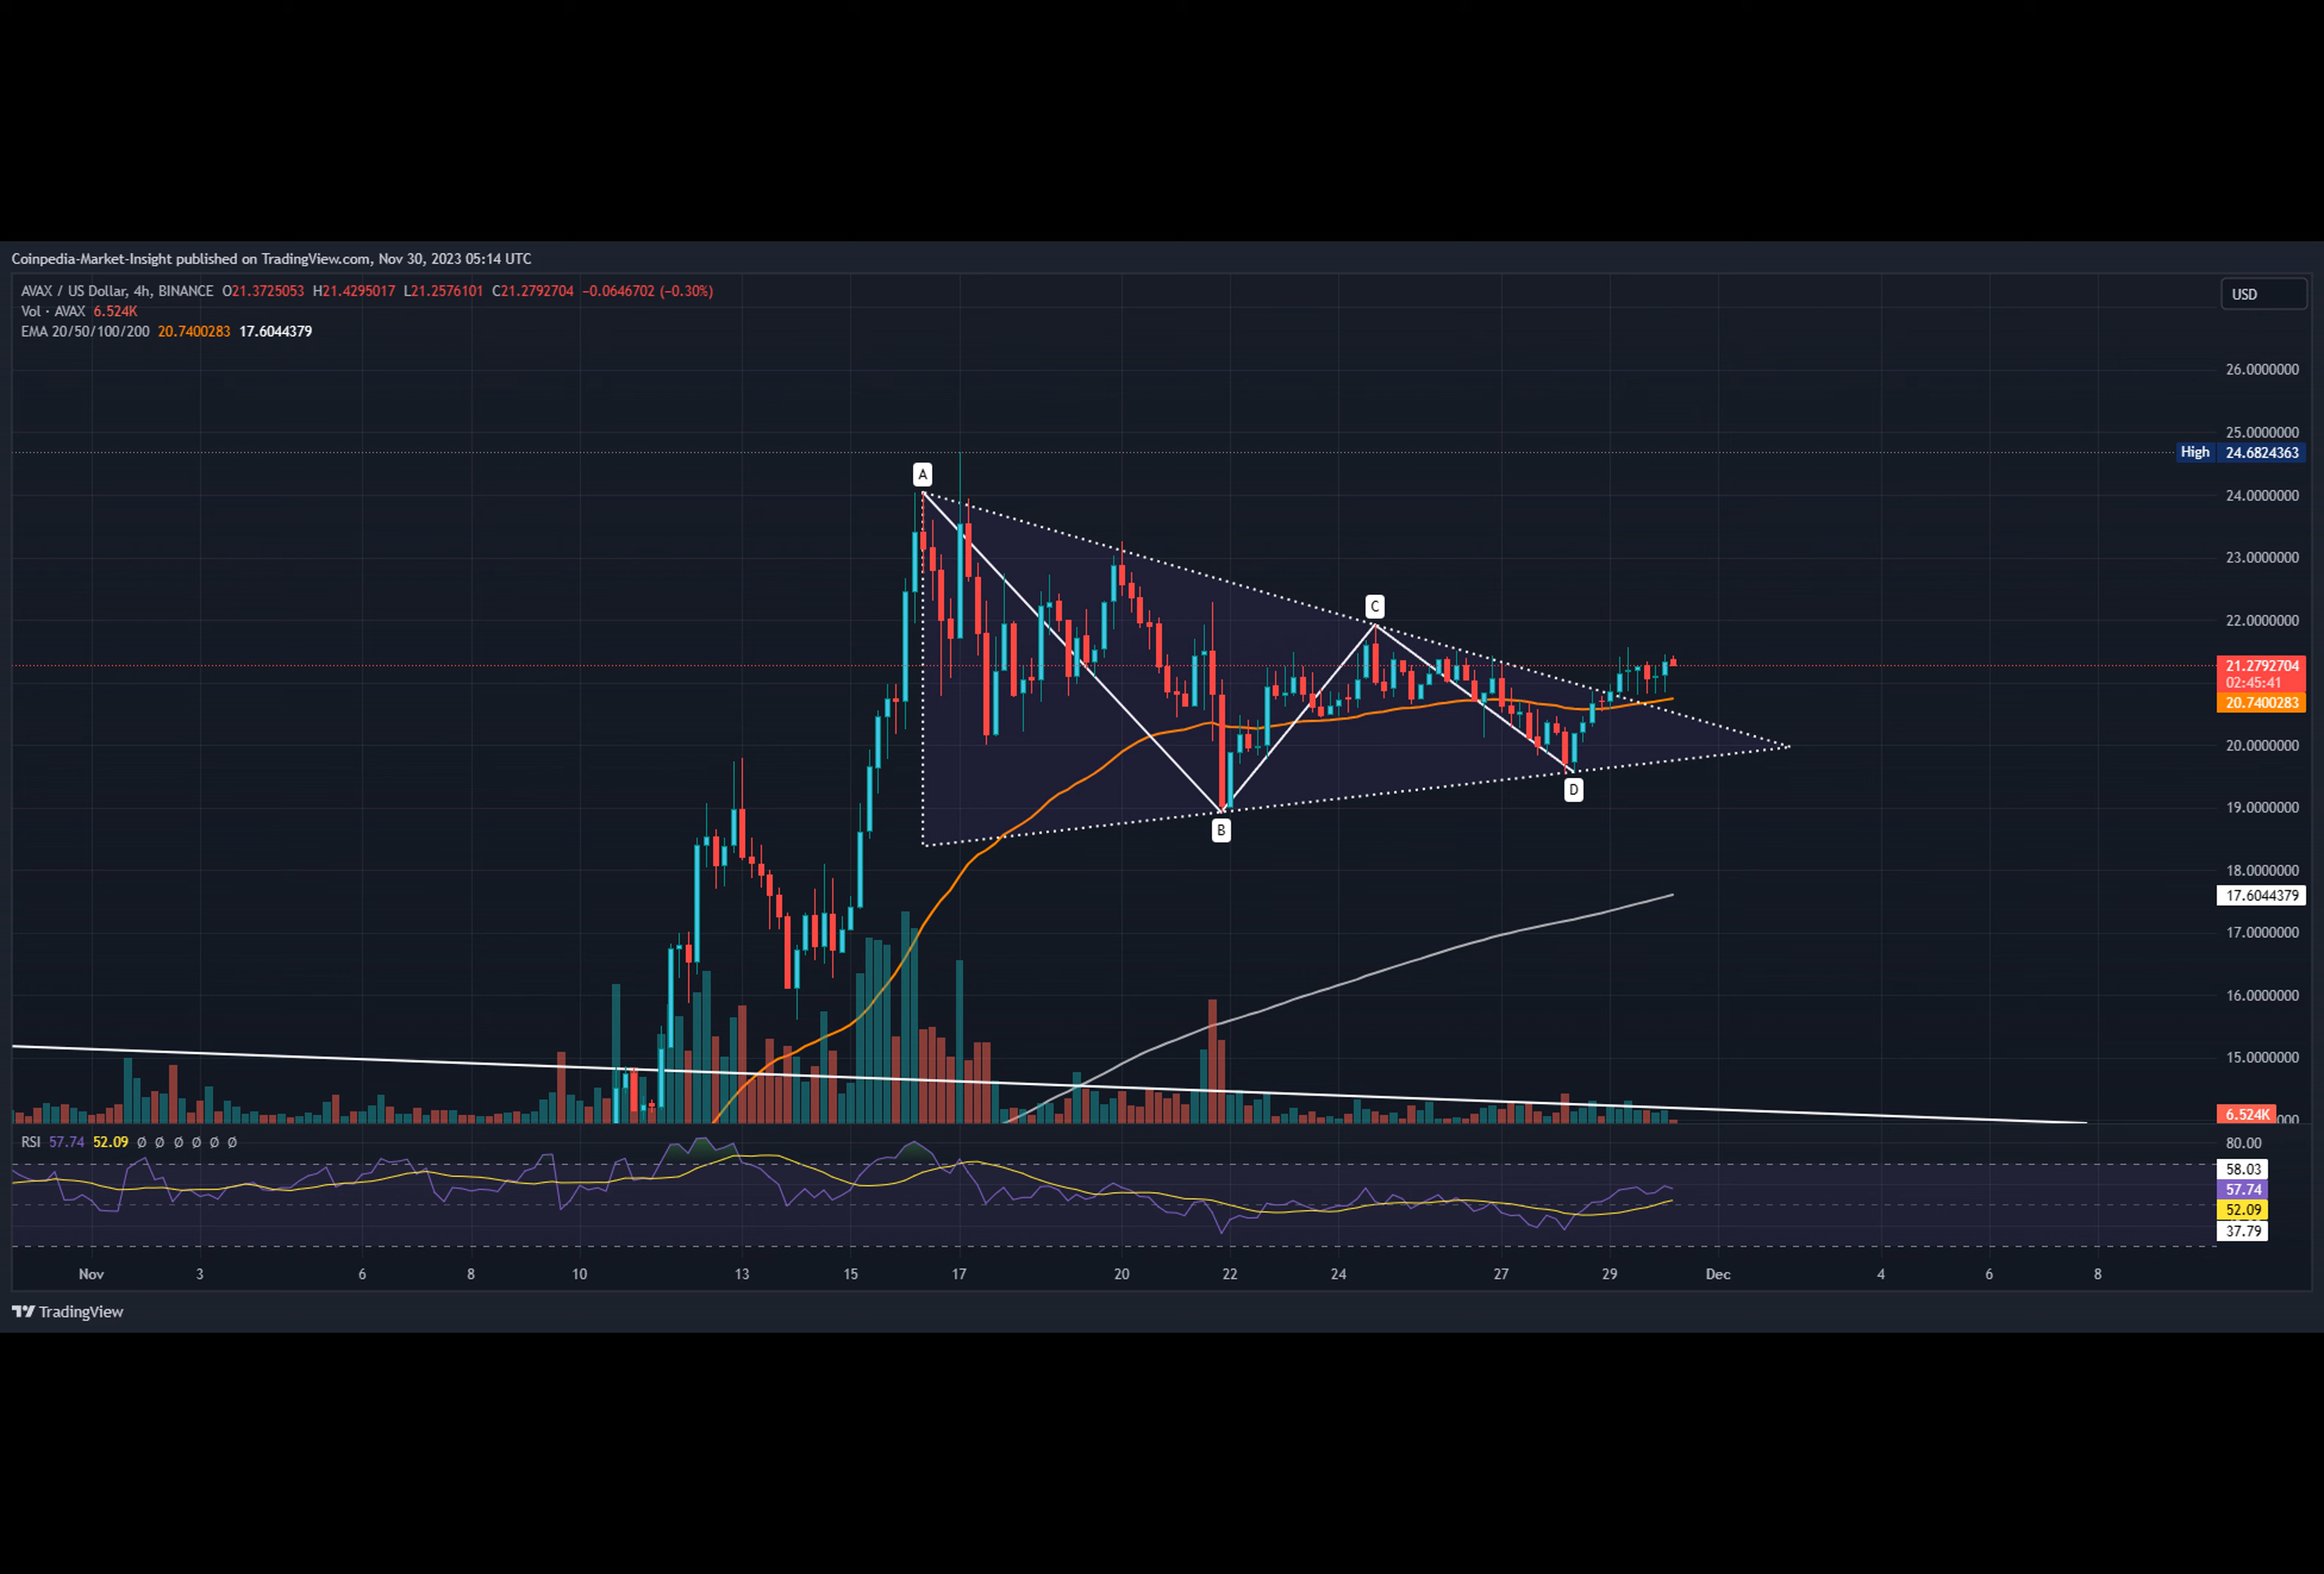 Coinpedia-Market-Insight published on TradingView.com, Nov 30, 2023 05:14 UTC
AVAX / US Dollar, 4h, BINANCE O21.3725053 H21.4295017 L21.2576101 C21.2792704 −0.0646702 (−0.30%)
USD
Vol · AVAX 6.524K
EMA 20/50/100/200 20.7400283 17.6044379
26.0000000
25.0000000
High 24.6824363
A
24.0000000
23.0000000
C
22.0000000
21.2792704
02:45:41
20.7400283
20.0000000
D
19.0000000
B
18.0000000
17.6044379
17.0000000
16.0000000
15.0000000
6.524K
RSI 57.74 52.09 Ø Ø Ø Ø Ø Ø
80.00
58.03
57.74
52.09
37.79
Nov 3 6 8 10 13 15 17 20 22 24 27 29 Dec 4 6 8
TradingView